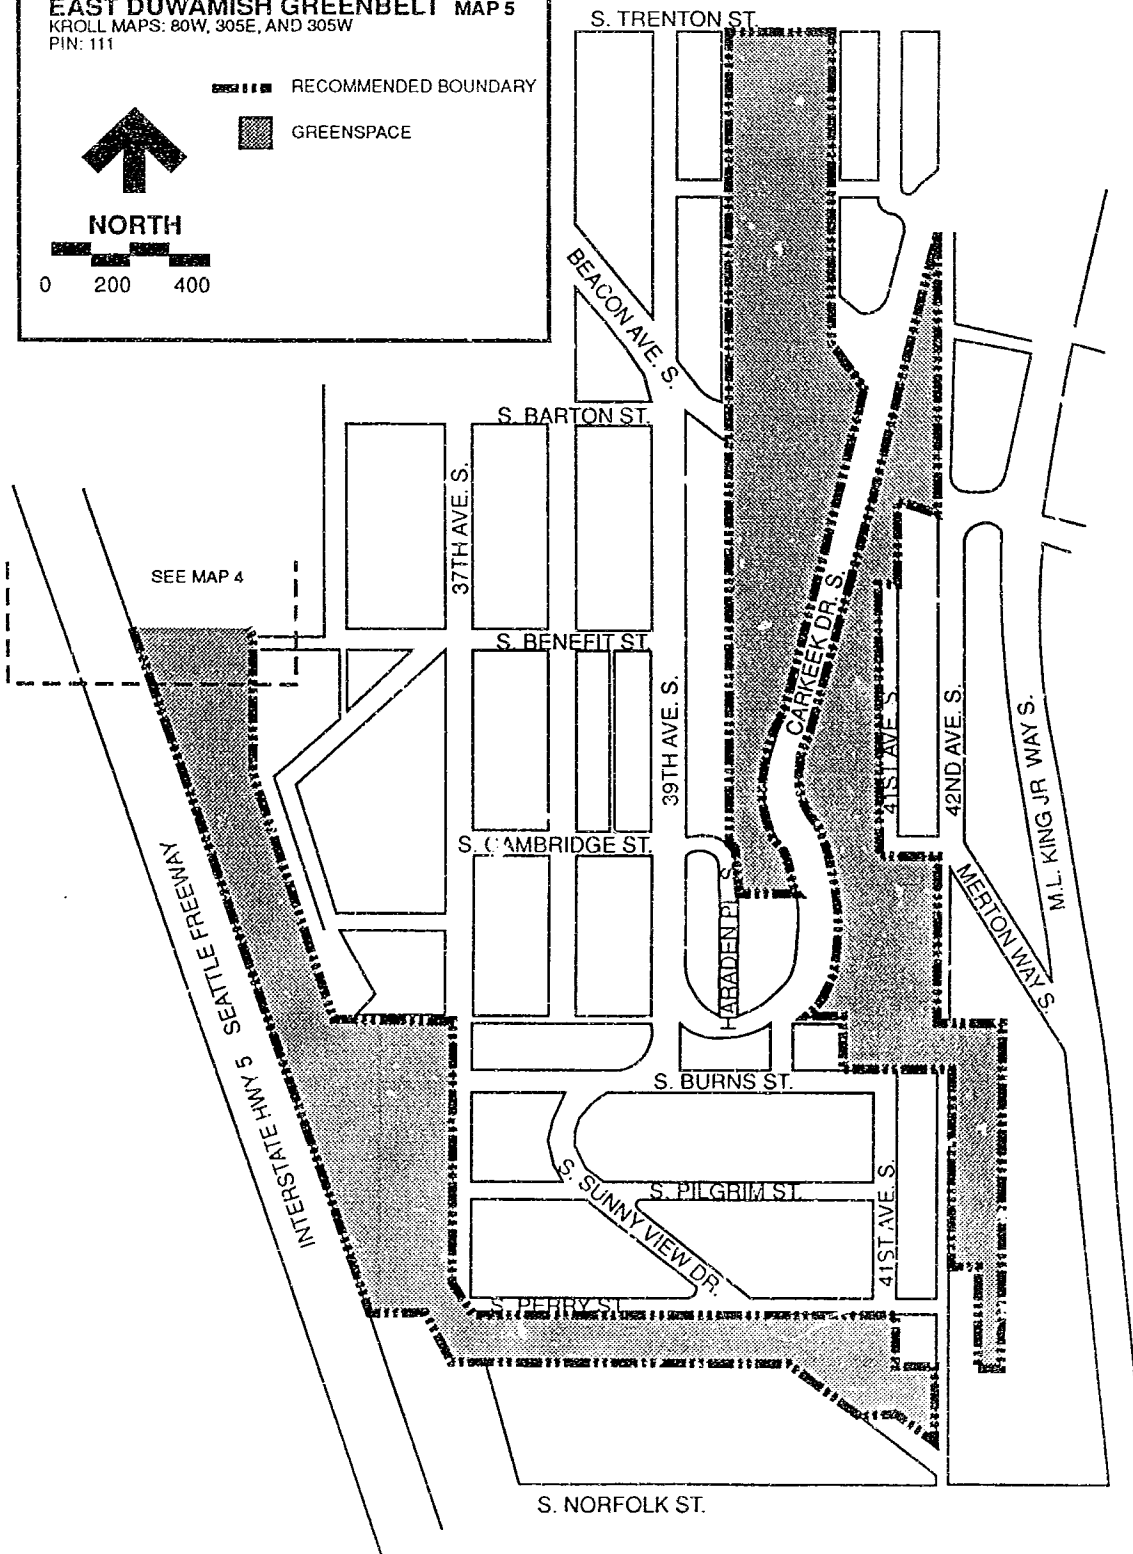 EAST DUWAMISH GREENBELT MAP 5
KROLL MAPS: 80W, 305E, AND 305W
PIN: 111
RECOMMENDED BOUNDARY
GREENSPACE
NORTH
0 200 400
S. TRENTON ST.
BEACON AVE. S.
S. BARTON ST.
37TH AVE. S.
SEE MAP 4
S. BENEFIT ST.
CARKEEK DR. S.
39TH AVE. S.
41ST AVE. S.
42ND AVE. S.
M.L. KING JR WAY S.
S. CAMBRIDGE ST.
MERTON WAY S.
HARADEN PL S
INTERSTATE HWY 5 SEATTLE FREEWAY
S. BURNS ST.
S. PILGRIM ST.
S. SUNNY VIEW DR.
41ST AVE. S.
S. PERRY ST.
S. NORFOLK ST.